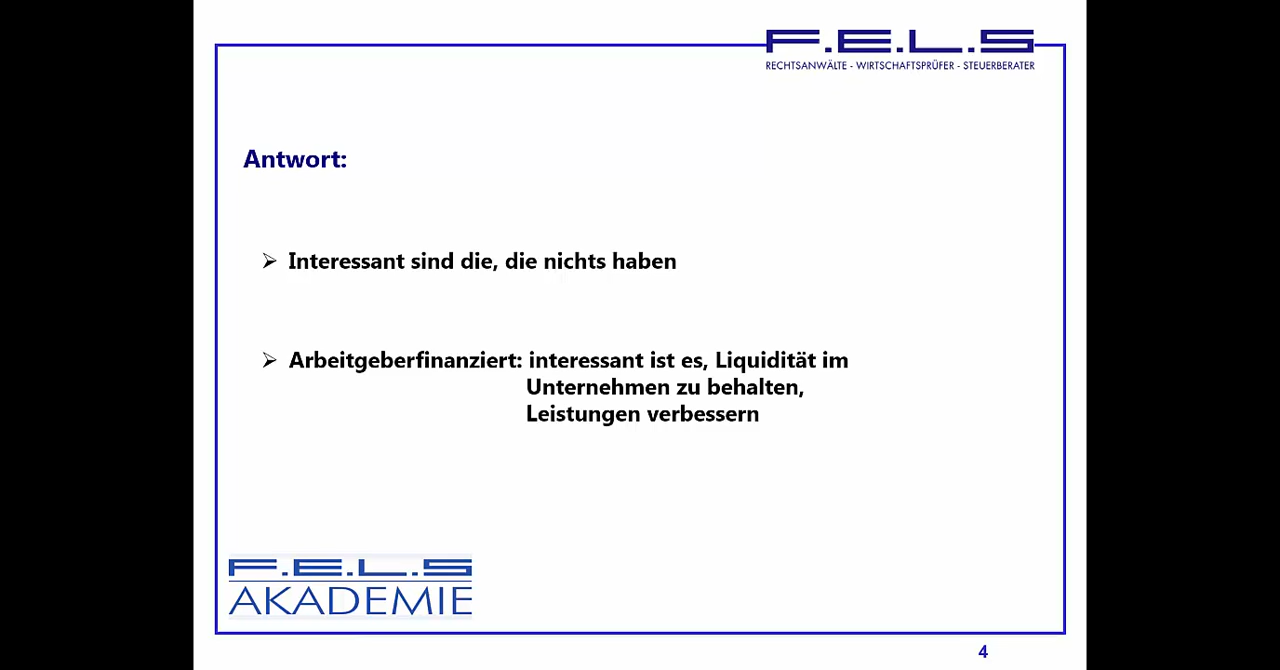 F.E.L.S
RECHTSANWÄLTE - WIRTSCHAFTSPRÜFER - STEUERBERATER
Antwort:
➢ Interessant sind die, die nichts haben
➢ Arbeitgeberfinanziert: interessant ist es, Liquidität im
Unternehmen zu behalten,
Leistungen verbessern
F.E.L.S
AKADEMIE
4